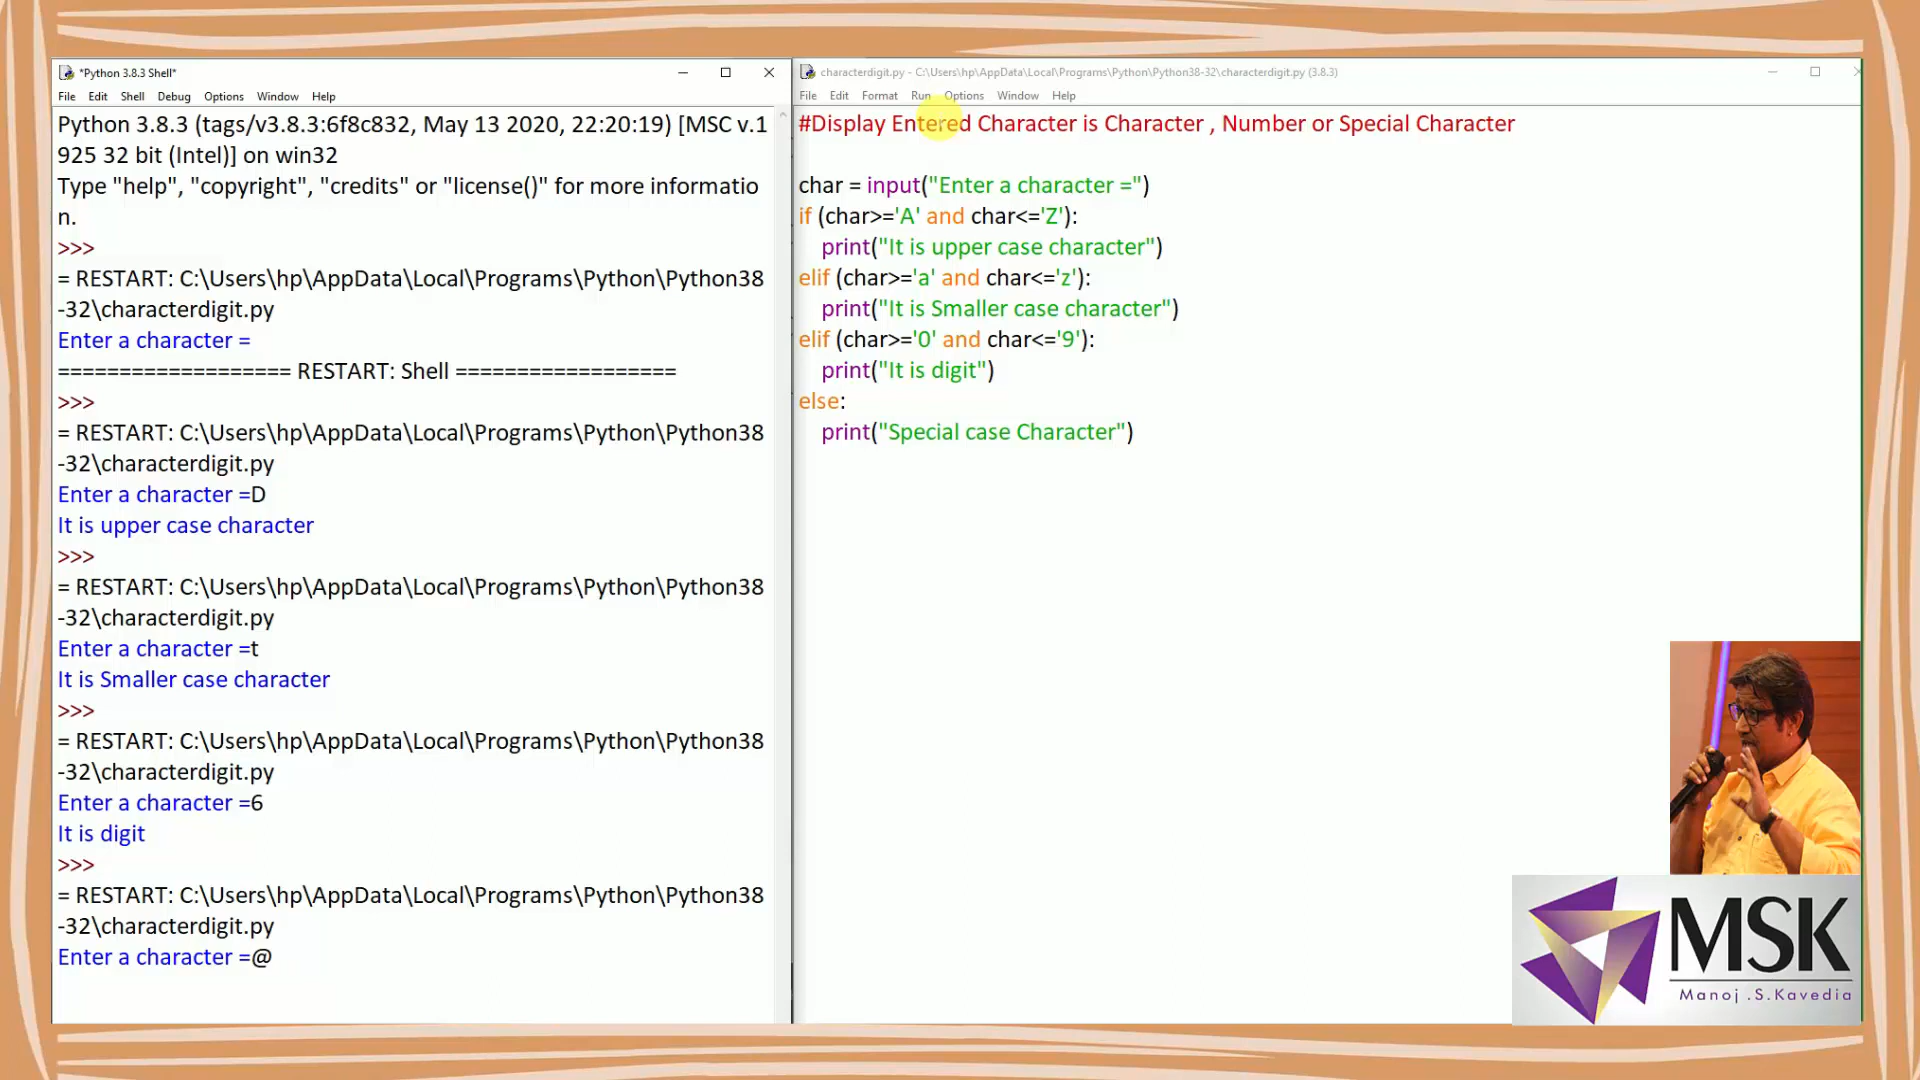 *Python 3.8.3 Shell*
File Edit Shell Debug Options Window Help
Python 3.8.3 (tags/v3.8.3:6f8c832, May 13 2020, 22:20:19) [MSC v.1
925 32 bit (Intel)] on win32
Type "help", "copyright", "credits" or "license()" for more informatio
n.
>>>
= RESTART: C:\Users\hp\AppData\Local\Programs\Python\Python38
-32\characterdigit.py
Enter a character =
=================== RESTART: Shell ==================
>>>
= RESTART: C:\Users\hp\AppData\Local\Programs\Python\Python38
-32\characterdigit.py
Enter a character =D
It is upper case character
>>>
= RESTART: C:\Users\hp\AppData\Local\Programs\Python\Python38
-32\characterdigit.py
Enter a character =t
It is Smaller case character
>>>
= RESTART: C:\Users\hp\AppData\Local\Programs\Python\Python38
-32\characterdigit.py
Enter a character =6
It is digit
>>>
= RESTART: C:\Users\hp\AppData\Local\Programs\Python\Python38
-32\characterdigit.py
Enter a character =@
characterdigit.py - C:\Users\hp\AppData\Local\Programs\Python\Python38-32\characterdigit.py (3.8.3)
File Edit Format Run Options Window Help
#Display Entered Character is Character , Number or Special Character
char = input("Enter a character =")
if (char>='A' and char<='Z'):
    print("It is upper case character")
elif (char>='a' and char<='z'):
    print("It is Smaller case character")
elif (char>='0' and char<='9'):
    print("It is digit")
else:
    print("Special case Character")
MSK
Manoj .S.Kavedia